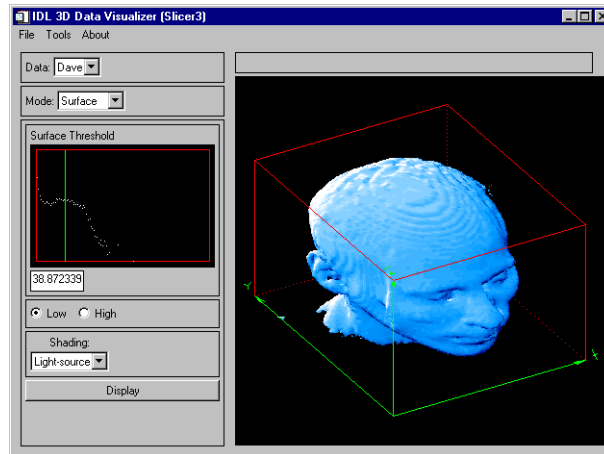 IDL 3D Data Visualizer (Slicer3)
File Tools About
Data: Dave
Mode: Surface
Surface Threshold
38.872339
Low High
Shading:
Light-source
Display
Y
X